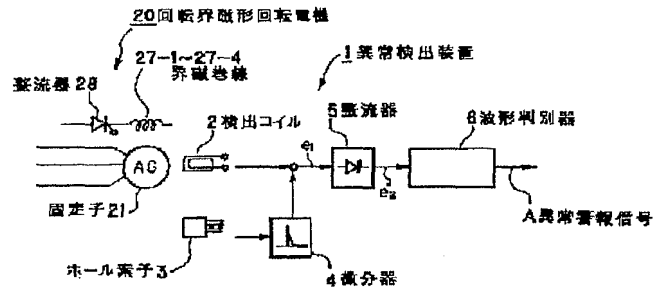 20回転界磁形回転電機
27-1~27-4
界磁巻線
整流器28
1異常検出装置
2検出コイル
5整流器
6波形判別器
e₁
e₂
AG
固定子21
A異常警報信号
ホール素子3
4微分器